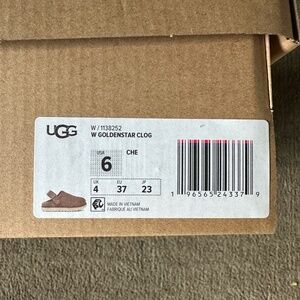 UGG
W / 1138252
W GOLDENSTAR CLOG
USA
6
CHE
UK EU JP
4 37 23
MADE IN VIETNAM
FABRIQUÉ AU VIETNAM
1 96565 24337 9